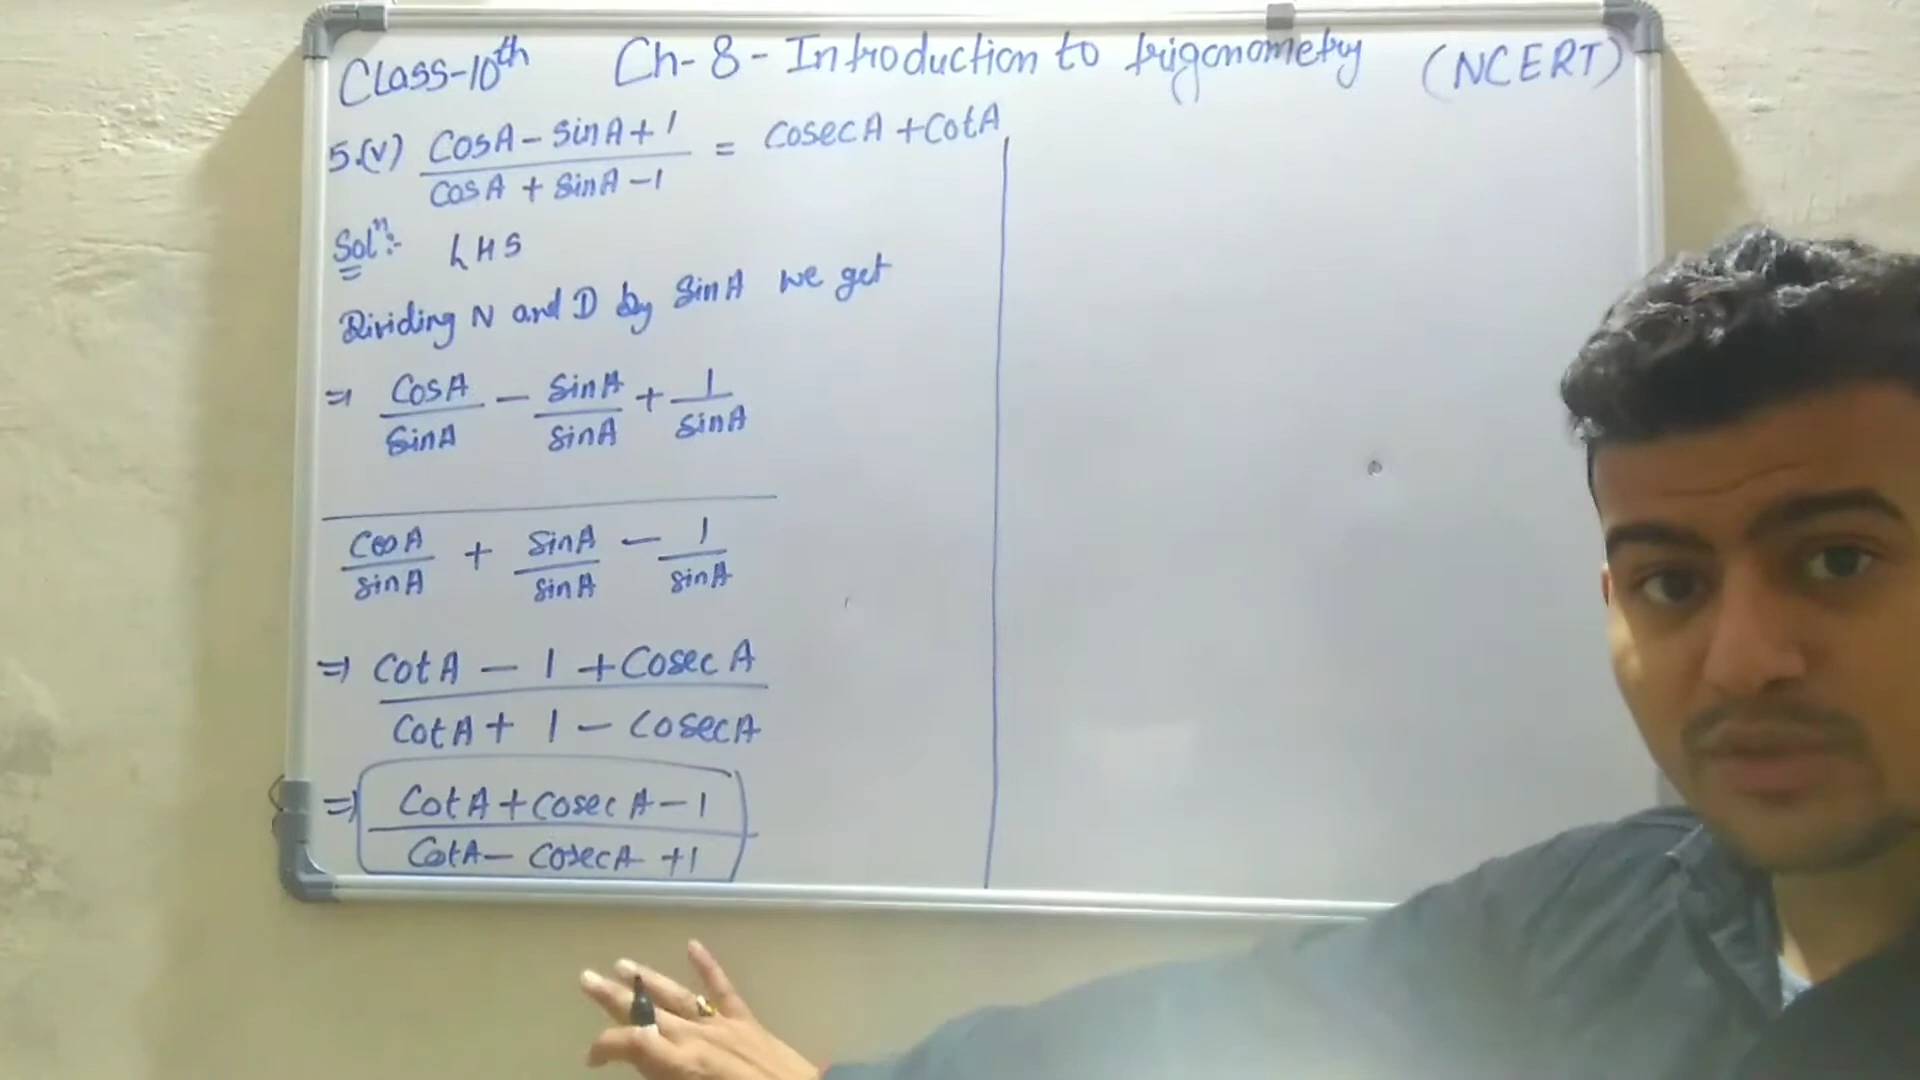 Class-10th Ch-8-Introduction to trigonometry (NCERT)
5.(v) CosA - sinA + 1 = CosecA + CotA
CosA + sinA - 1
Solⁿ:- LHS
Dividing N and D by SinA we get
⇒ CosA - SinA + 1
SinA sinA sinA
CosA + sinA - 1
sinA sinA sinA
⇒ CotA - 1 + CosecA
CotA + 1 - CosecA
⇒ CotA + CosecA - 1
CotA - CosecA + 1